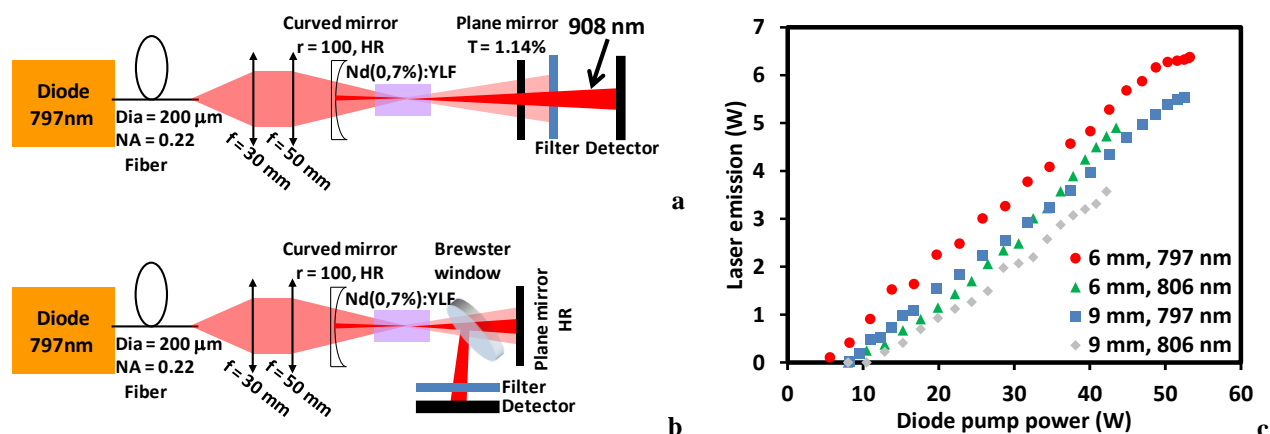 Diode
797nm
Dia = 200 µm
NA = 0.22
Fiber
f = 30 mm
f = 50 mm
Curved mirror
r = 100, HR
Nd(0,7%):YLF
Plane mirror
T = 1.14%
908 nm
Filter
Detector
a
Diode
797nm
Dia = 200 µm
NA = 0.22
Fiber
f = 30 mm
f = 50 mm
Curved mirror
r = 100, HR
Nd(0,7%):YLF
Brewster
window
Plane mirror
HR
Filter
Detector
b
Laser emission (W)
7
6
5
4
3
2
1
0
6 mm, 797 nm
6 mm, 806 nm
9 mm, 797 nm
9 mm, 806 nm
0 10 20 30 40 50 60
Diode pump power (W)
c